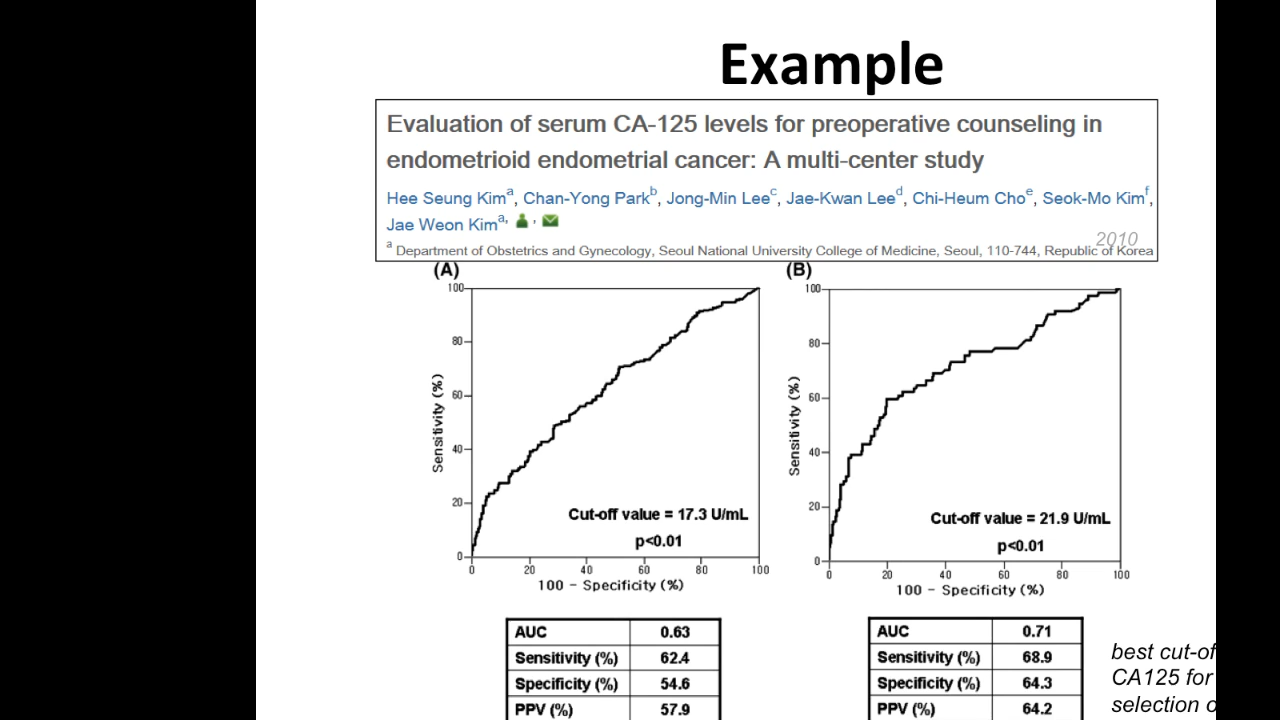 Example
Evaluation of serum CA-125 levels for preoperative counseling in
endometrioid endometrial cancer: A multi-center study
Hee Seung Kima, Chan-Yong Parkb, Jong-Min Leec, Jae-Kwan Leed, Chi-Heum Choe, Seok-Mo Kimf,
Jae Weon Kima, ,
2010
a Department of Obstetrics and Gynecology, Seoul National University College of Medicine, Seoul, 110-744, Republic of Korea
(A)
100
80
60
40
20
0
Sensitivity (%)
Cut-off value = 17.3 U/mL
p<0.01
0 20 40 60 80 100
100 - Specificity (%)
AUC 0.63
Sensitivity (%) 62.4
Specificity (%) 54.6
PPV (%) 57.9
(B)
100
80
60
40
20
0
Sensitivity (%)
Cut-off value = 21.9 U/mL
p<0.01
0 20 40 60 80 100
100 - Specificity (%)
AUC 0.71
Sensitivity (%) 68.9
Specificity (%) 64.3
PPV (%) 64.2
best cut-of
CA125 for
selection o